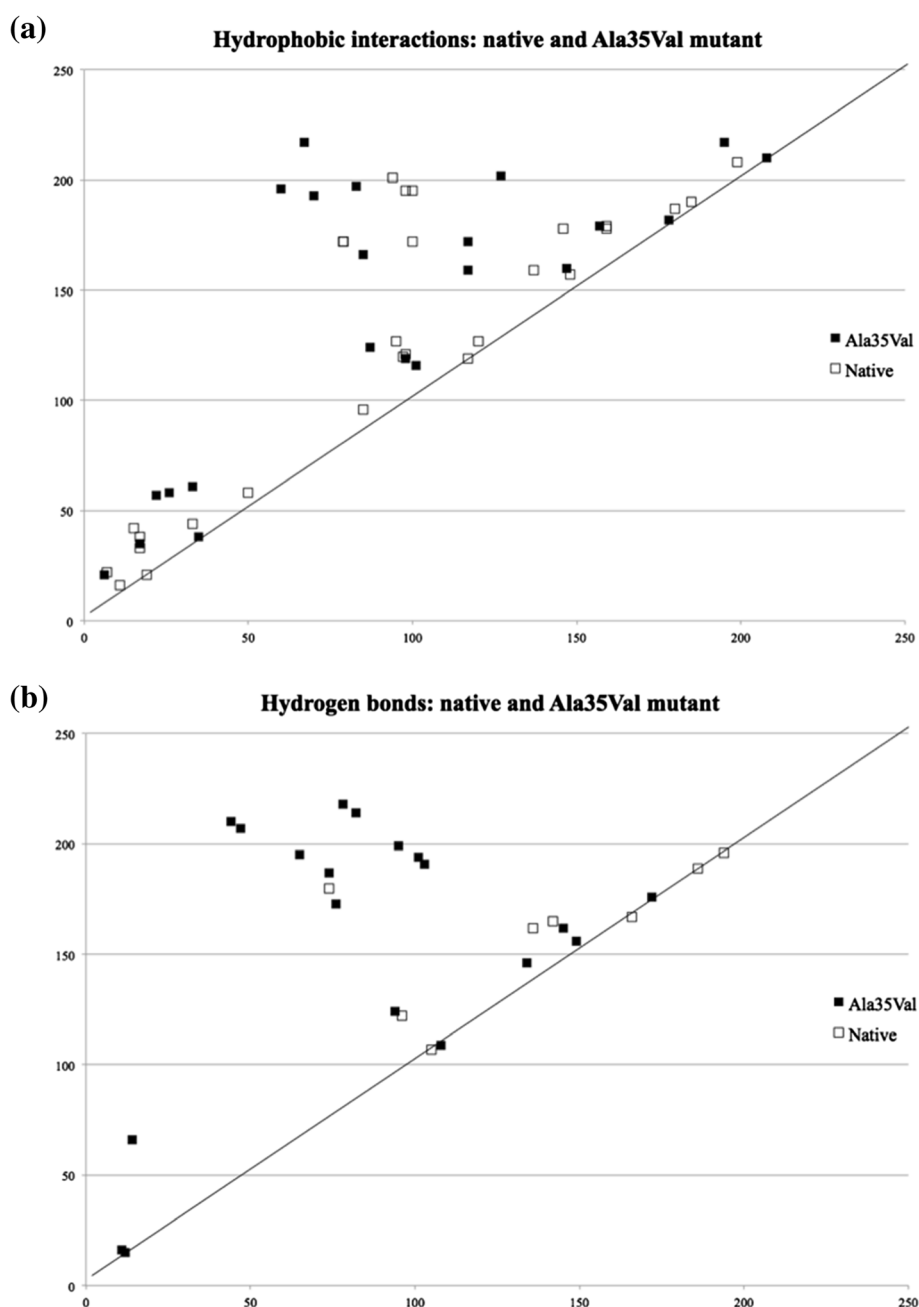 (a)
Hydrophobic interactions: native and Ala35Val mutant
250
200
150
100
50
0
0 50 100 150 200 250
Ala35Val
Native
(b)
Hydrogen bonds: native and Ala35Val mutant
250
200
150
100
50
0
0 50 100 150 200 250
Ala35Val
Native